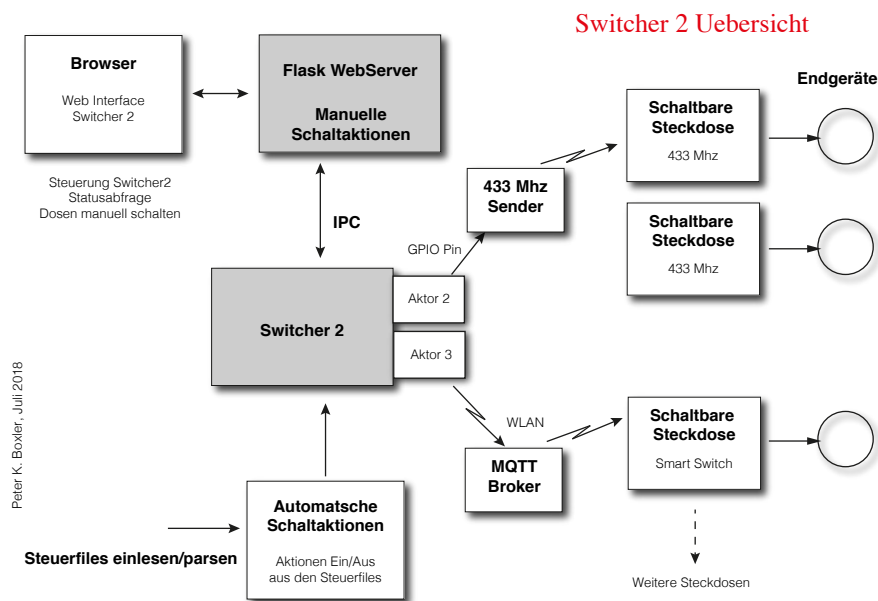 Switcher 2 Uebersicht
Browser
Web Interface
Switcher 2
Steuerung Switcher2
Statusabfrage
Dosen manuell schalten
Flask WebServer
Manuelle
Schaltaktionen
IPC
Switcher 2
Aktor 2
Aktor 3
GPIO Pin
433 Mhz
Sender
Endgeräte
Schaltbare
Steckdose
433 Mhz
Schaltbare
Steckdose
433 Mhz
WLAN
MQTT
Broker
Schaltbare
Steckdose
Smart Switch
Weitere Steckdosen
Automatsche
Schaltaktionen
Aktionen Ein/Aus
aus den Steuerfiles
Steuerfiles einlesen/parsen
Peter K. Boxler, Juli 2018